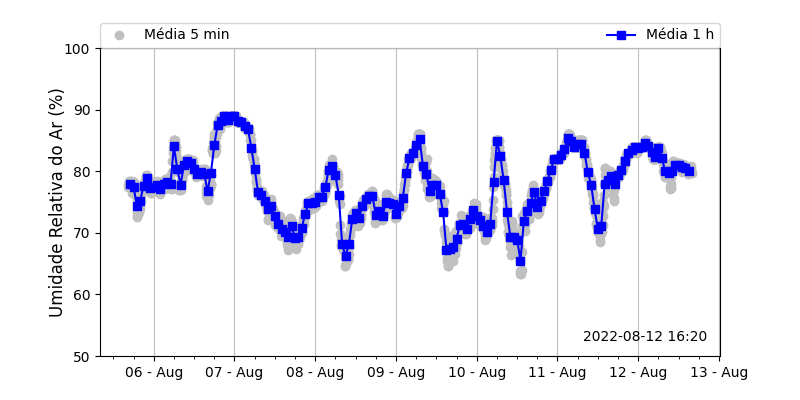 Média 5 min Média 1 h
100
90
80
70
60
50
Umidade Relativa do Ar (%)
2022-08-12 16:20
06 - Aug 07 - Aug 08 - Aug 09 - Aug 10 - Aug 11 - Aug 12 - Aug 13 - Aug